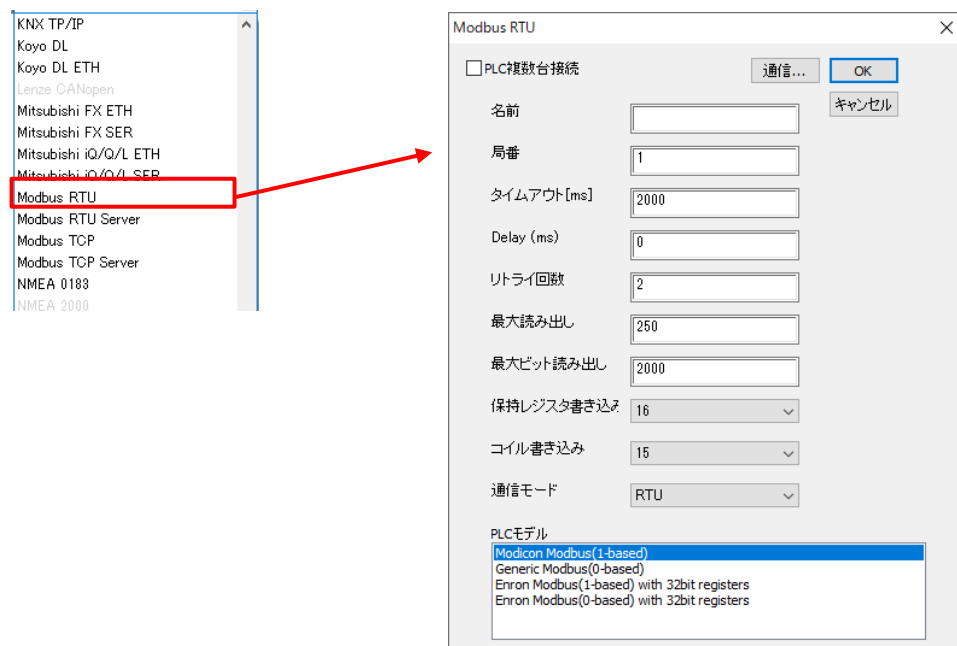 KNX TP/IP
Koyo DL
Koyo DL ETH
Lenze CANopen
Mitsubishi FX ETH
Mitsubishi FX SER
Mitsubishi iQ/Q/L ETH
Mitsubishi iQ/Q/L SER
Modbus RTU
Modbus RTU Server
Modbus TCP
Modbus TCP Server
NMEA 0183
NMEA 2000
Modbus RTU
PLC複数台接続
通信...
OK
キャンセル
名前
局番 1
タイムアウト[ms] 2000
Delay (ms) 0
リトライ回数 2
最大読み出し 250
最大ビット読み出し 2000
保持レジスタ書き込み 16
コイル書き込み 15
通信モード RTU
PLCモデル
Modicon Modbus(1-based)
Generic Modbus(0-based)
Enron Modbus(1-based) with 32bit registers
Enron Modbus(0-based) with 32bit registers